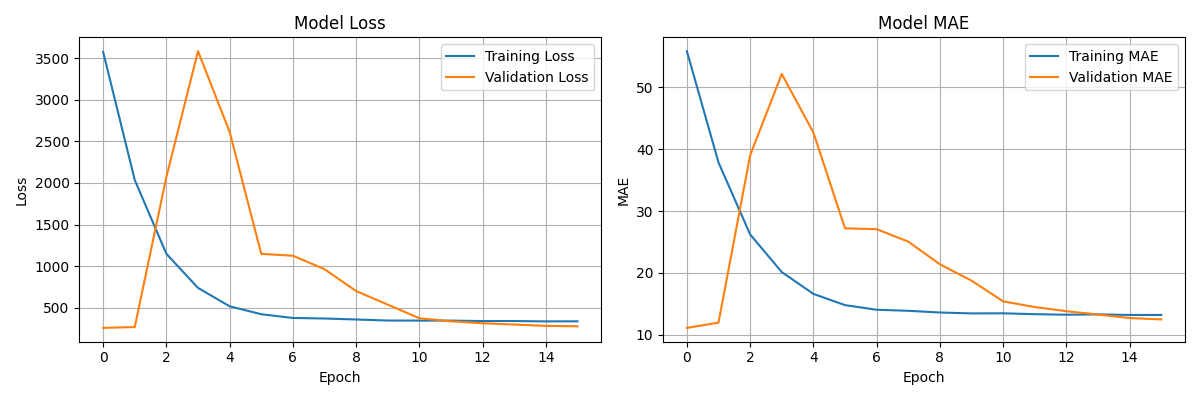 Model Loss
Training Loss
Validation Loss
3500
3000
2500
2000
1500
1000
500
Loss
0 2 4 6 8 10 12 14
Epoch
Model MAE
Training MAE
Validation MAE
50
40
30
20
10
MAE
0 2 4 6 8 10 12 14
Epoch